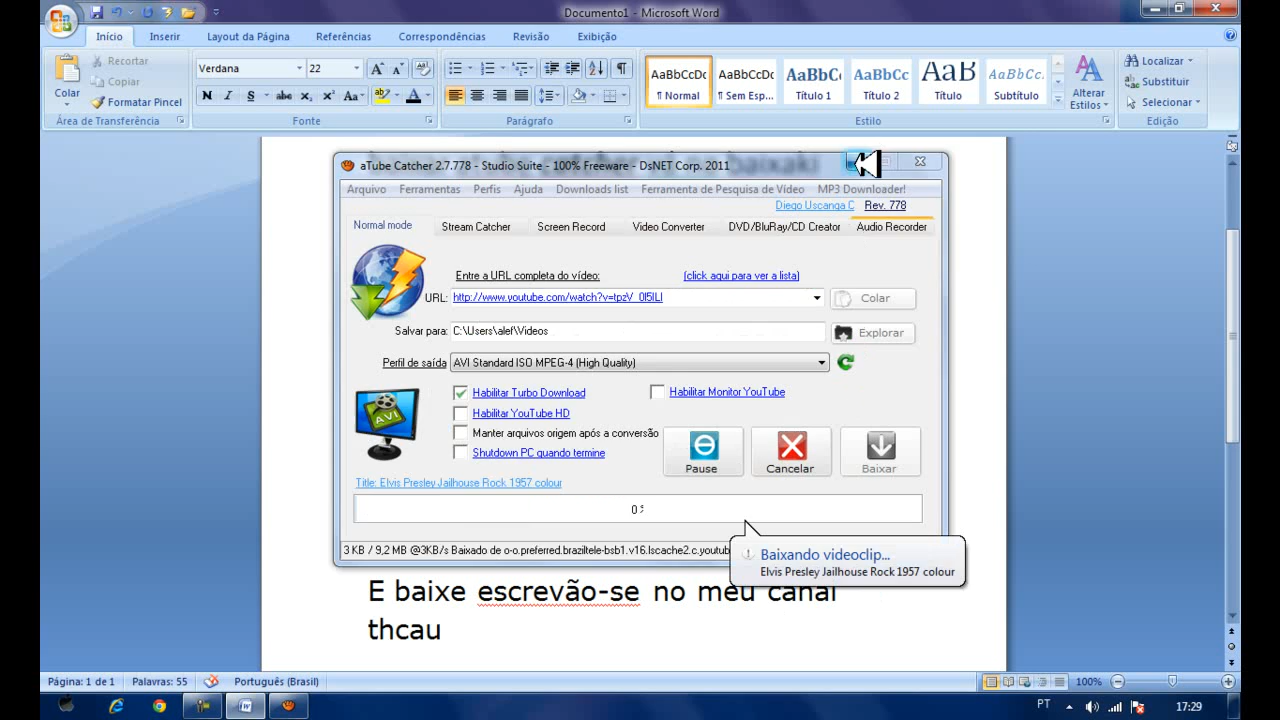 Documento1 - Microsoft Word
Início Inserir Layout da Página Referências Correspondências Revisão Exibição
Colar
Recortar
Copiar
Formatar Pincel
Área de Transferência
Verdana 22
N I S abe x₂ x² Aa
Fonte
Parágrafo
AaBbCcDc AaBbCcDc AaBbC AaBbCc AaB AaBbCc.
¶ Normal ¶ Sem Esp... Título 1 Título 2 Título Subtítulo
Alterar
Estilos
Estilo
Localizar
Substituir
Selecionar
Edição
aTube Catcher 2.7.778 - Studio Suite - 100% Freeware - DsNET Corp. 2011
Arquivo Ferramentas Perfis Ajuda Downloads list Ferramenta de Pesquisa de Vídeo MP3 Downloader!
Diego Uscanga C Rev. 778
Normal mode Stream Catcher Screen Record Video Converter DVD/BluRay/CD Creator Audio Recorder
Entre a URL completa do vídeo: (click aqui para ver a lista)
URL: http://www.youtube.com/watch?v=tpzV_0l5ILI Colar
Salvar para: C:\Users\alef\Videos Explorar
Perfil de saída AVI Standard ISO MPEG-4 (High Quality)
AVI
Habilitar Turbo Download Habilitar Monitor YouTube
Habilitar YouTube HD
Manter arquivos origem após a conversão
Shutdown PC quando termine
Pause Cancelar Baixar
Title: Elvis Presley Jailhouse Rock 1957 colour
0
3 KB / 9,2 MB @3KB/s Baixado de o-o.preferred.braziltele-bsb1.v16.lscache2.c.youtub
Baixando videoclip...
Elvis Presley Jailhouse Rock 1957 colour
E baixe escrevão-se no meu canal
thcau
Página: 1 de 1 Palavras: 55 Português (Brasil) 100%
PT 17:29